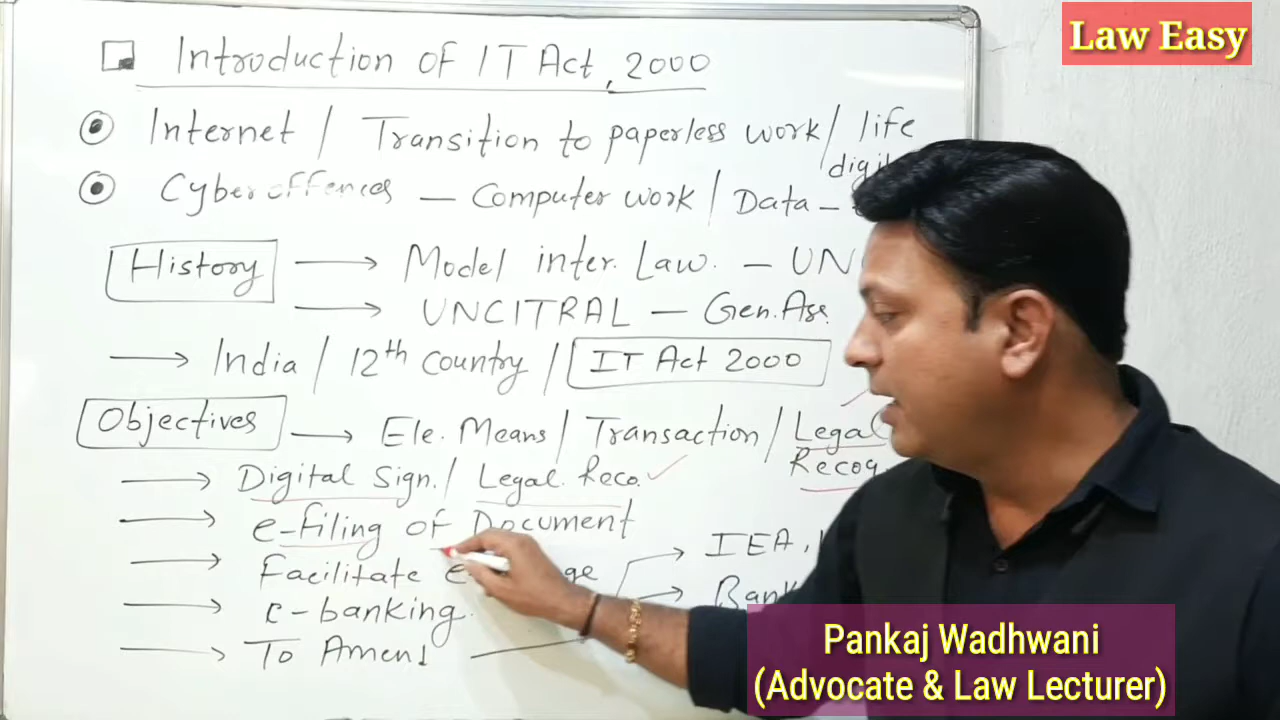 Law Easy
Introduction of IT Act, 2000
Internet / Transition to paperless work / life
Cyber offences — Computer work / Data –
History → Model inter. Law. – UN
→ UNCITRAL — Gen. Ass.
→ India / 12th Country / IT Act 2000
Objectives → Ele. Means / Transaction / Legal
Recog.
→ Digital Sign. / Legal. Reco. ✓
→ e-filing of Document
→ IEA,
→ Facilitate
→ Bank
→ e-banking.
→ To Amend
Pankaj Wadhwani
(Advocate & Law Lecturer)